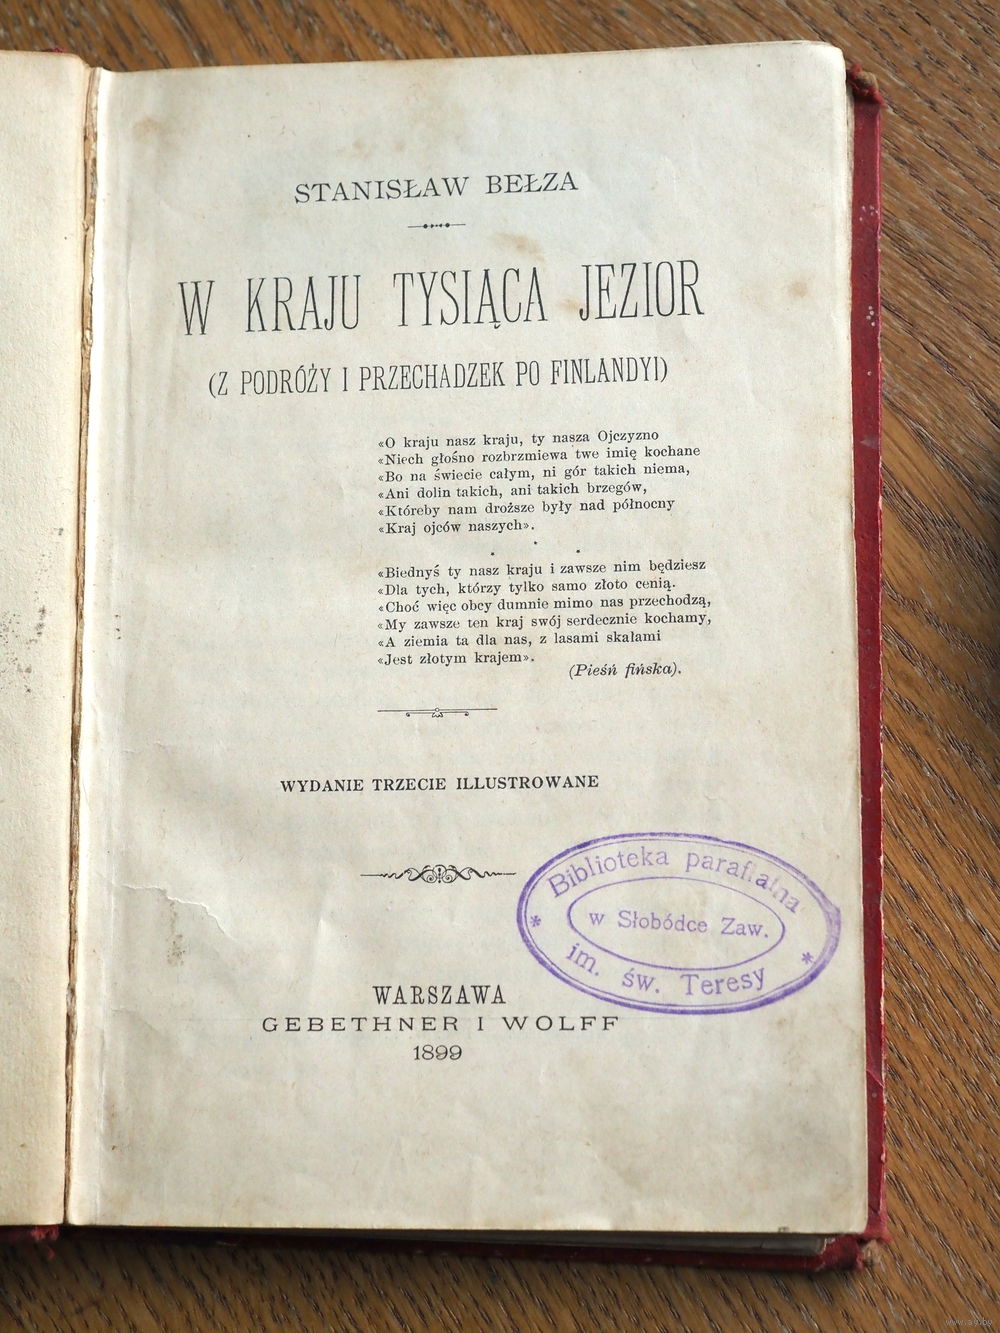 STANISŁAW BEŁZA
W KRAJU TYSIĄCA JEZIOR
(Z PODRÓŻY I PRZECHADZEK PO FINLANDYI)
«O kraju nasz kraju, ty nasza Ojczyzno
«Niech głośno rozbrzmiewa twe imię kochane
«Bo na świecie całym, ni gór takich niema,
«Ani dolin takich, ani takich brzegów,
«Któreby nam droższe były nad północny
«Kraj ojców naszych».
«Biednyś ty nasz kraju i zawsze nim będziesz
«Dla tych, którzy tylko samo złoto cenią.
«Choć więc obcy dumnie mimo nas przechodzą,
«My zawsze ten kraj swój serdecznie kochamy,
«A ziemia ta dla nas, z lasami skałami
«Jest złotym krajem».
(Pieśń fińska).
WYDANIE TRZECIE ILLUSTROWANE
Biblioteka parafialna
w Słobódce Zaw.
* im. św. Teresy *
WARSZAWA
GEBETHNER I WOLFF
1899
www.ay.by